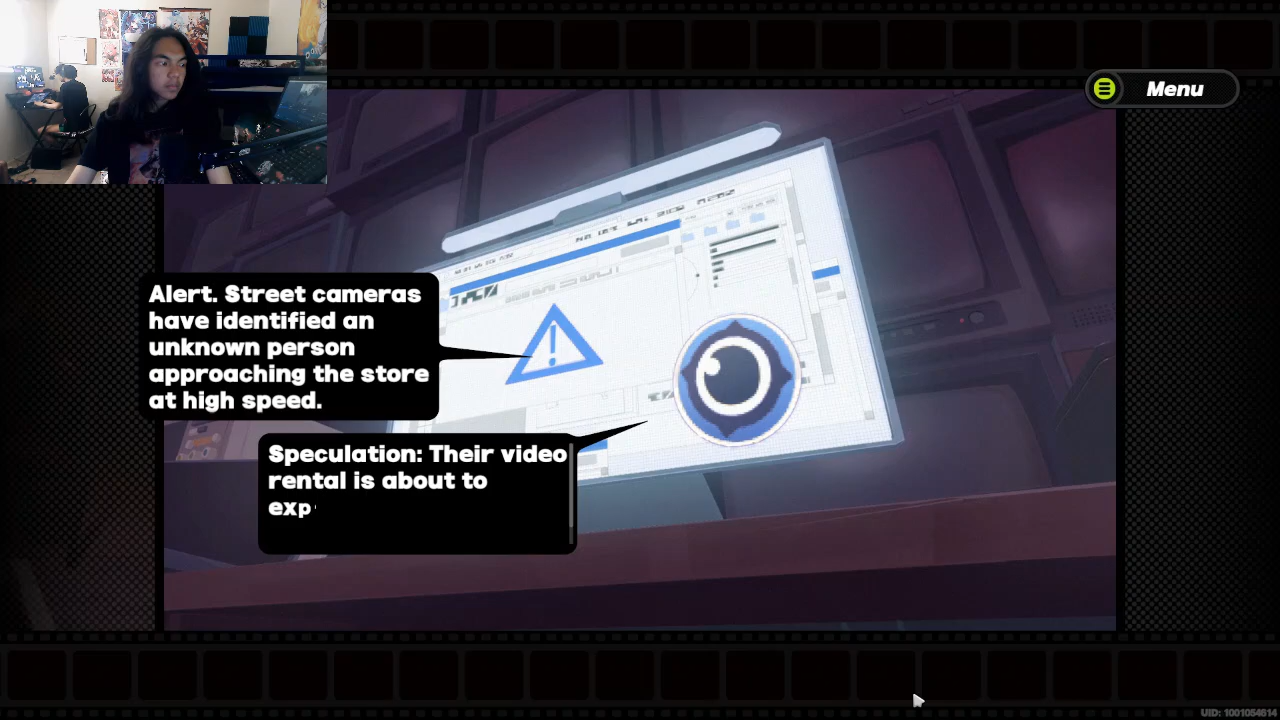 Menu
Alert. Street cameras
have identified an
unknown person
approaching the store
at high speed.
Speculation: Their video
rental is about to
exp
UID: 1001054614